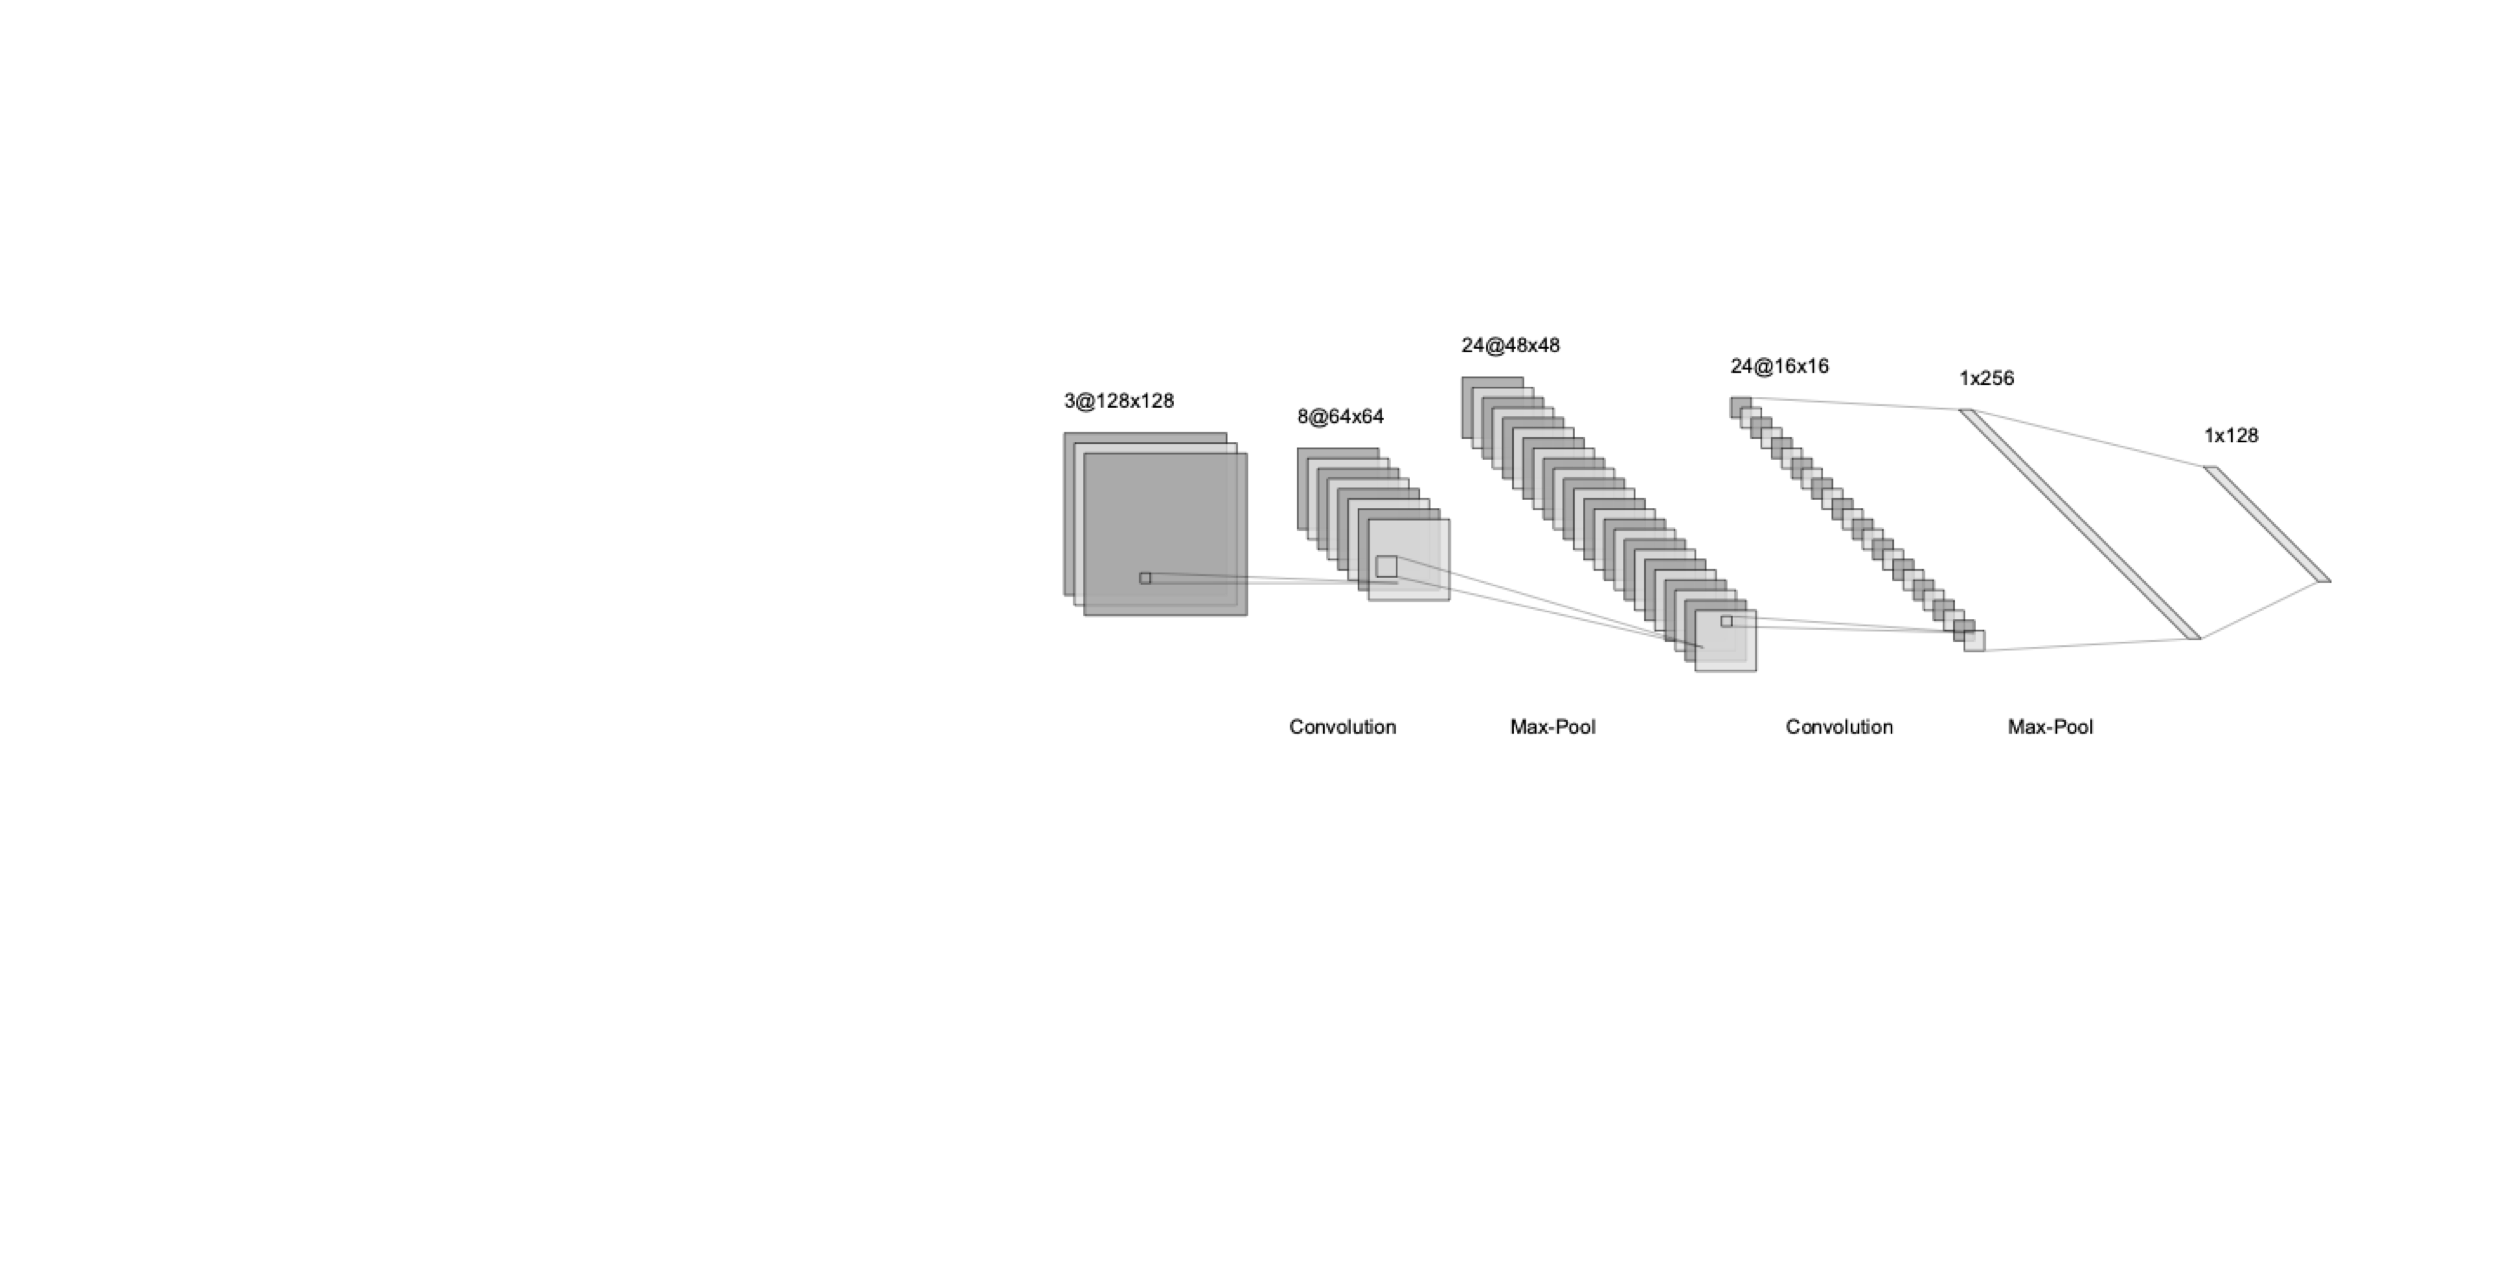 24@48x48
24@16x16
1x256
3@128x128
8@64x64
1x128
Convolution
Max-Pool
Convolution
Max-Pool